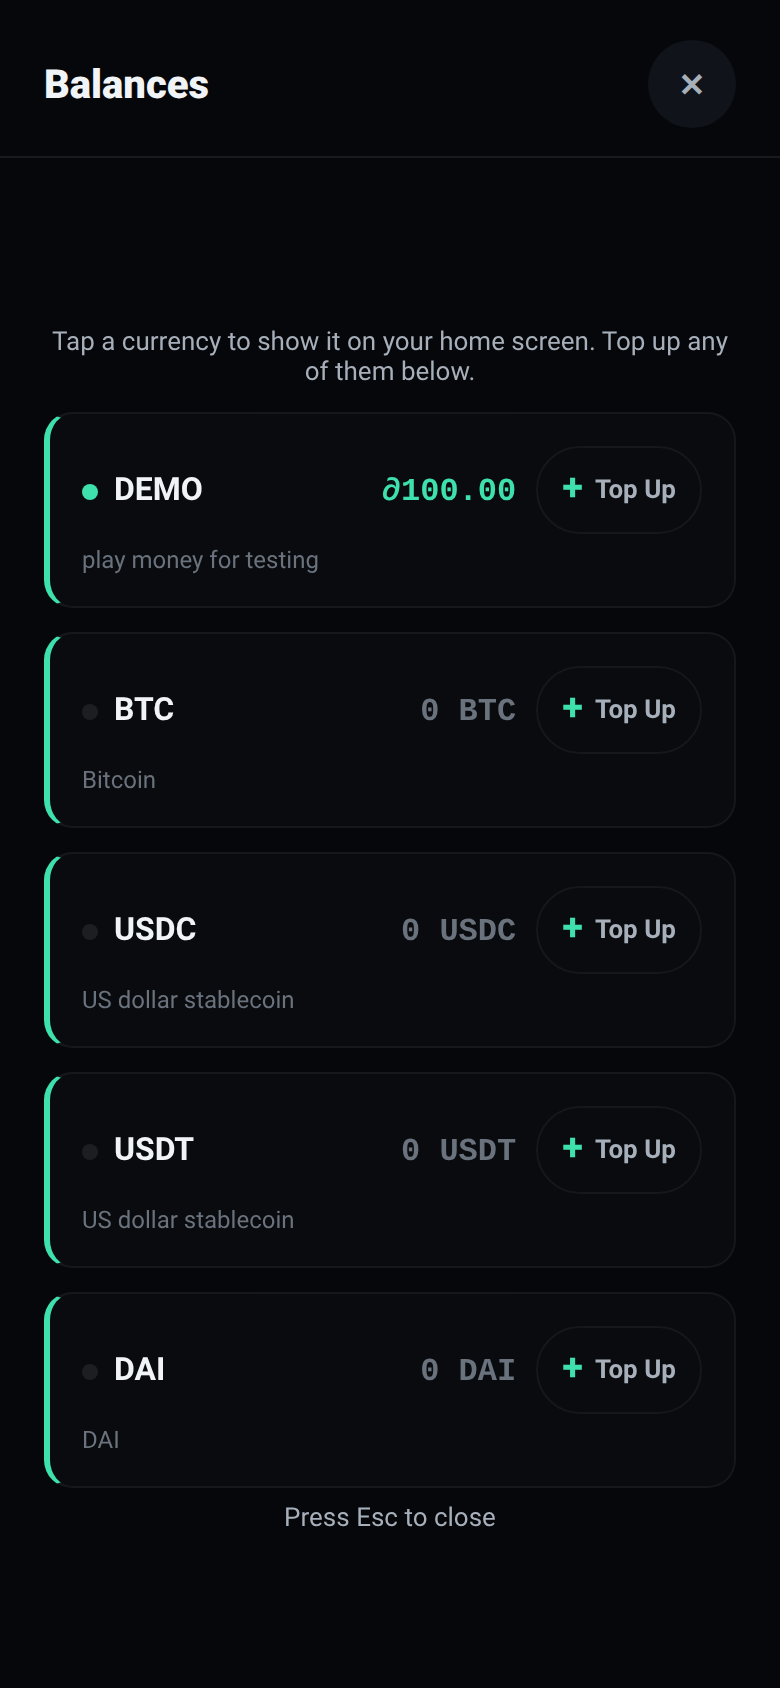 Balances
×
Tap a currency to show it on your home screen. Top up any
of them below.
DEMO ∂100.00 + Top Up
play money for testing
BTC 0 BTC + Top Up
Bitcoin
USDC 0 USDC + Top Up
US dollar stablecoin
USDT 0 USDT + Top Up
US dollar stablecoin
DAI 0 DAI + Top Up
DAI
Press Esc to close